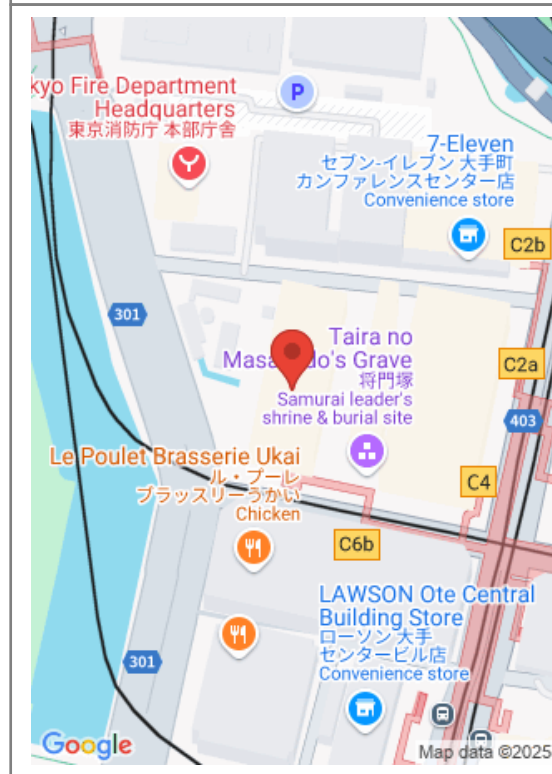 kyo Fire Department
Headquarters
東京消防庁 本部庁舎
P
7-Eleven
セブン-イレブン 大手町
カンファレンスセンター店
Convenience store
C2b
301
Taira no
Masa do's Grave
将門塚
Samurai leader's
shrine & burial site
C2a
403
Le Poulet Brasserie Ukai
ル・プーレ
ブラッスリーうかい
Chicken
C4
C6b
LAWSON Ote Central
Building Store
ローソン 大手
センタービル店
Convenience store
301
Google
Map data ©2025